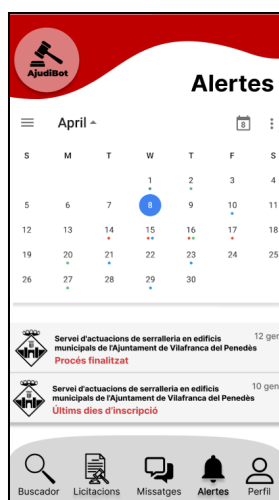 AjudiBot
Alertes
April
8
S M T W T F S
1 2 3 4
5 6 7 8 9 10 11
12 13 14 15 16 17 18
19 20 21 22 23 24 25
26 27 28 29 30
Servei d'actuacions de serralleria en edificis
municipals de l'Ajuntament de Vilafranca del Penedès
12 gen
Procés finalitzat
Servei d'actuacions de serralleria en edificis
municipals de l'Ajuntament de Vilafranca del Penedès
10 gen
Últims dies d'inscripció
Buscador Licitacions Missatges Alertes Perfil